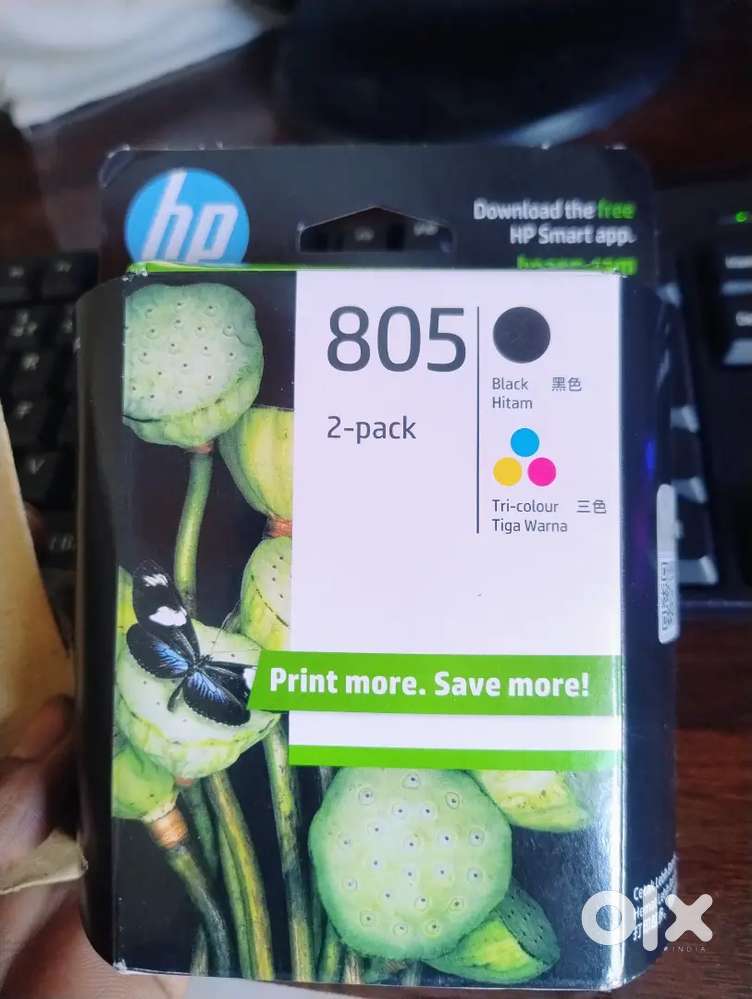 hp
Download the free
HP Smart app.
805
2-pack
Black 黑色
Hitam
Tri-colour 三色
Tiga Warna
Print more. Save more!
V
olx
INDIA